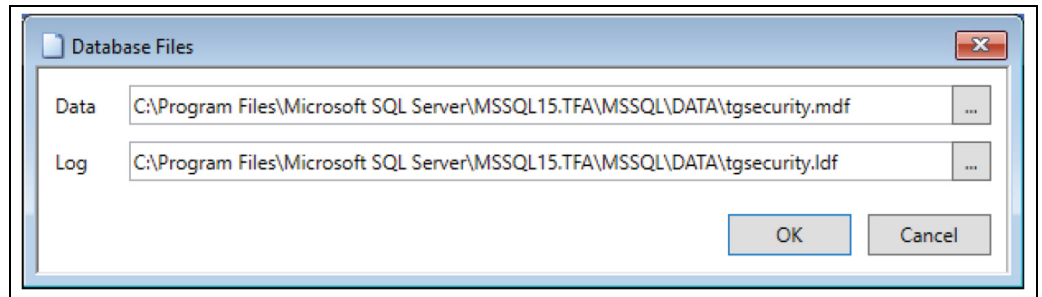 Database Files
Data C:\Program Files\Microsoft SQL Server\MSSQL15.TFA\MSSQL\DATA\tgsecurity.mdf ...
Log C:\Program Files\Microsoft SQL Server\MSSQL15.TFA\MSSQL\DATA\tgsecurity.ldf ...
OK Cancel